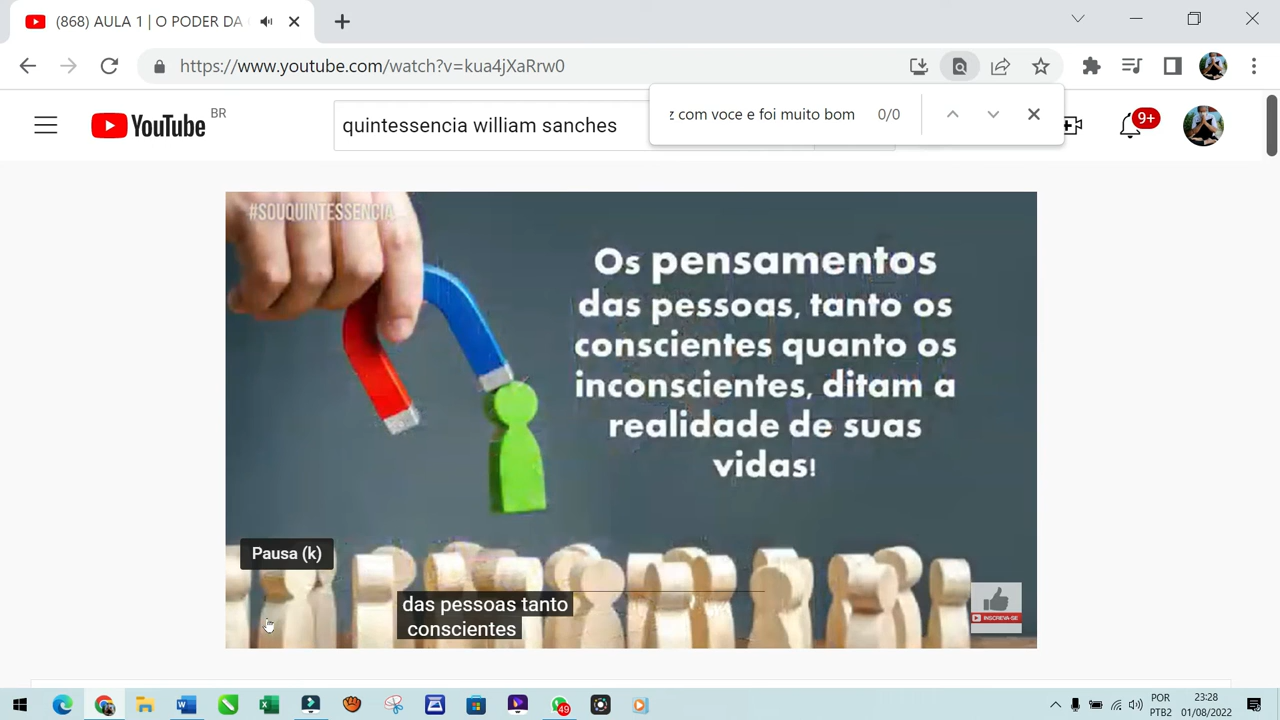 (868) AULA 1 | O PODER DA
https://www.youtube.com/watch?v=kua4jXaRrw0
YouTube
BR
quintessencia william sanches
com voce e foi muito bom
0/0
9+
#SOUQUINTESSENCIA
Os pensamentos
das pessoas, tanto os
conscientes quanto os
inconscientes, ditam a
realidade de suas
vidas!
Pausa (k)
das pessoas tanto
conscientes
INSCREVA-SE
49
POR
PTB2
23:28
01/08/2022